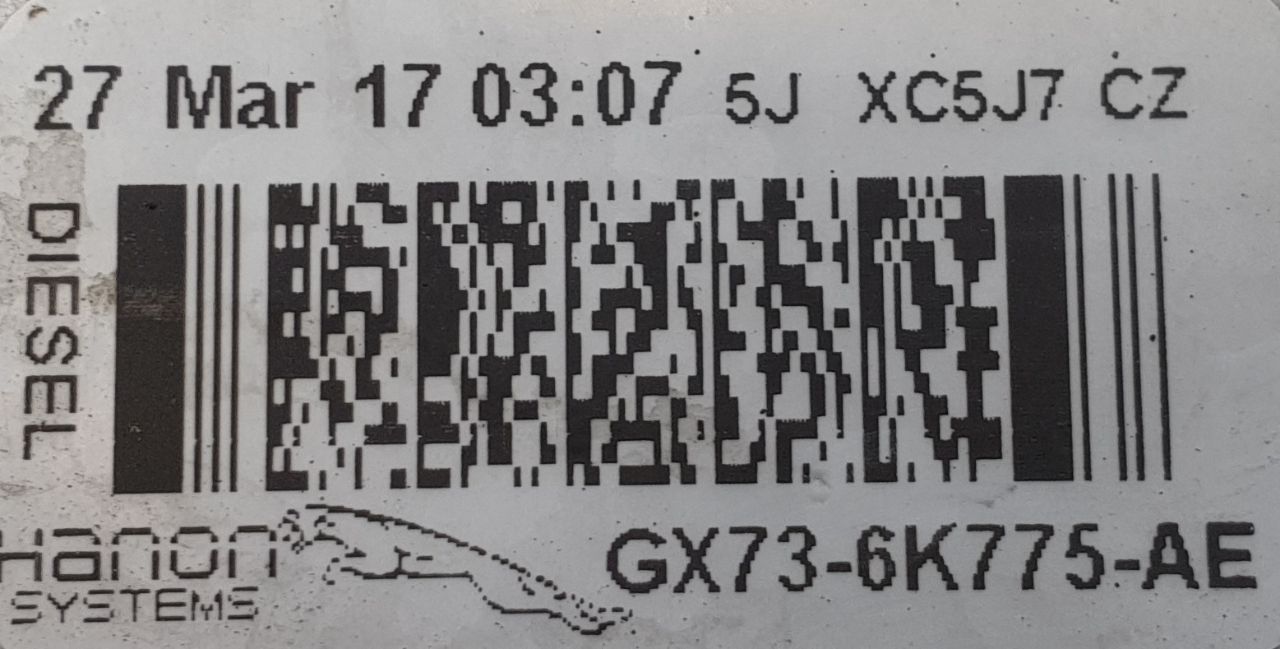 27 Mar 17 03:07 5J XC5J7 CZ
DIESEL
Hanon
SYSTEMS
GX73-6K775-AE